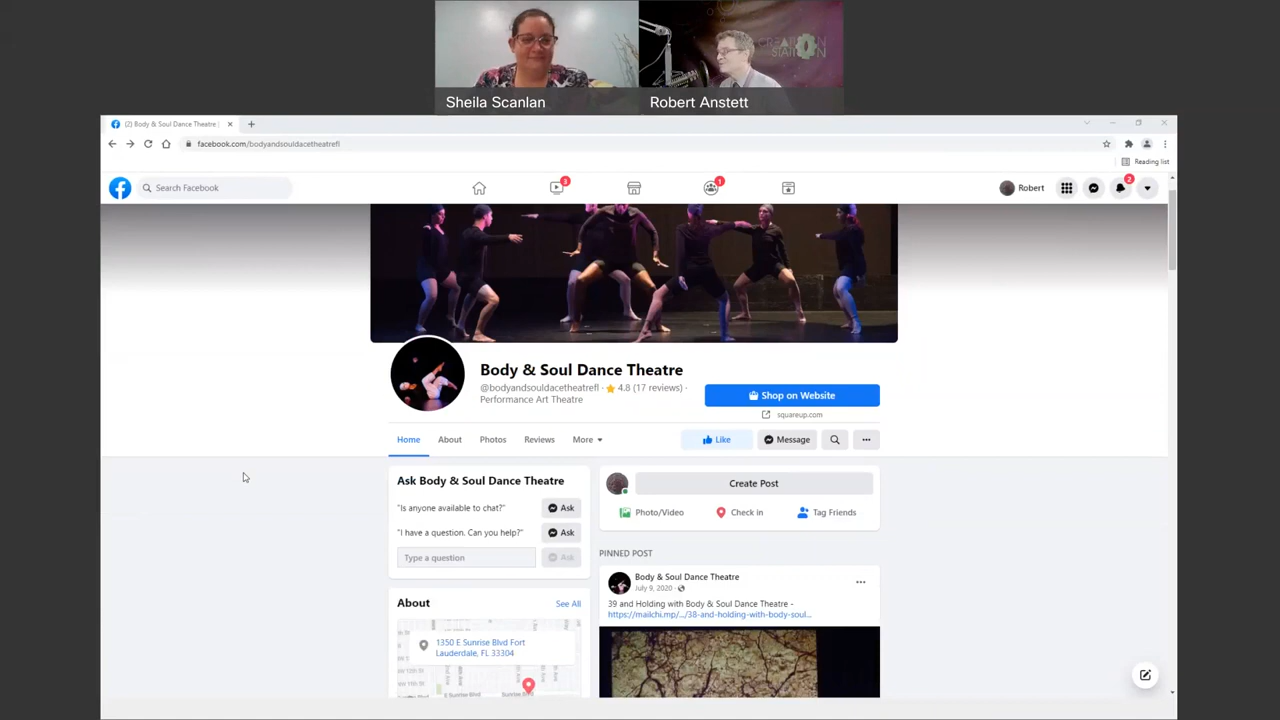 CREATION
STATION
Sheila Scanlan
Robert Anstett
(2) Body & Soul Dance Theatre |
facebook.com/bodyandsouldacetheatrefl
Reading list
Search Facebook
3
1
Robert
2
Body & Soul Dance Theatre
@bodyandsouldacetheatrefl · 4.8 (17 reviews) ·
Performance Art Theatre
Shop on Website
squareup.com
Home
About
Photos
Reviews
More
Like
Message
Ask Body & Soul Dance Theatre
"Is anyone available to chat?"
Ask
"I have a question. Can you help?"
Ask
Type a question
Ask
About
See All
1350 E Sunrise Blvd Fort
Lauderdale, FL 33304
Create Post
Photo/Video
Check in
Tag Friends
PINNED POST
Body & Soul Dance Theatre
July 9, 2020 ·
39 and Holding with Body & Soul Dance Theatre -
https://mailchi.mp/.../38-and-holding-with-body-soul...